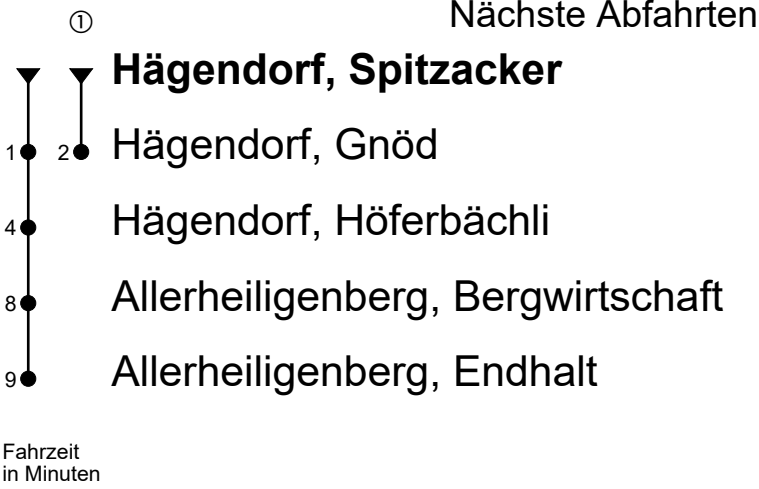 ① Nächste Abfahrten
Hägendorf, Spitzacker
1 2 Hägendorf, Gnöd
4 Hägendorf, Höferbächli
8 Allerheiligenberg, Bergwirtschaft
9 Allerheiligenberg, Endhalt
Fahrzeit
in Minuten